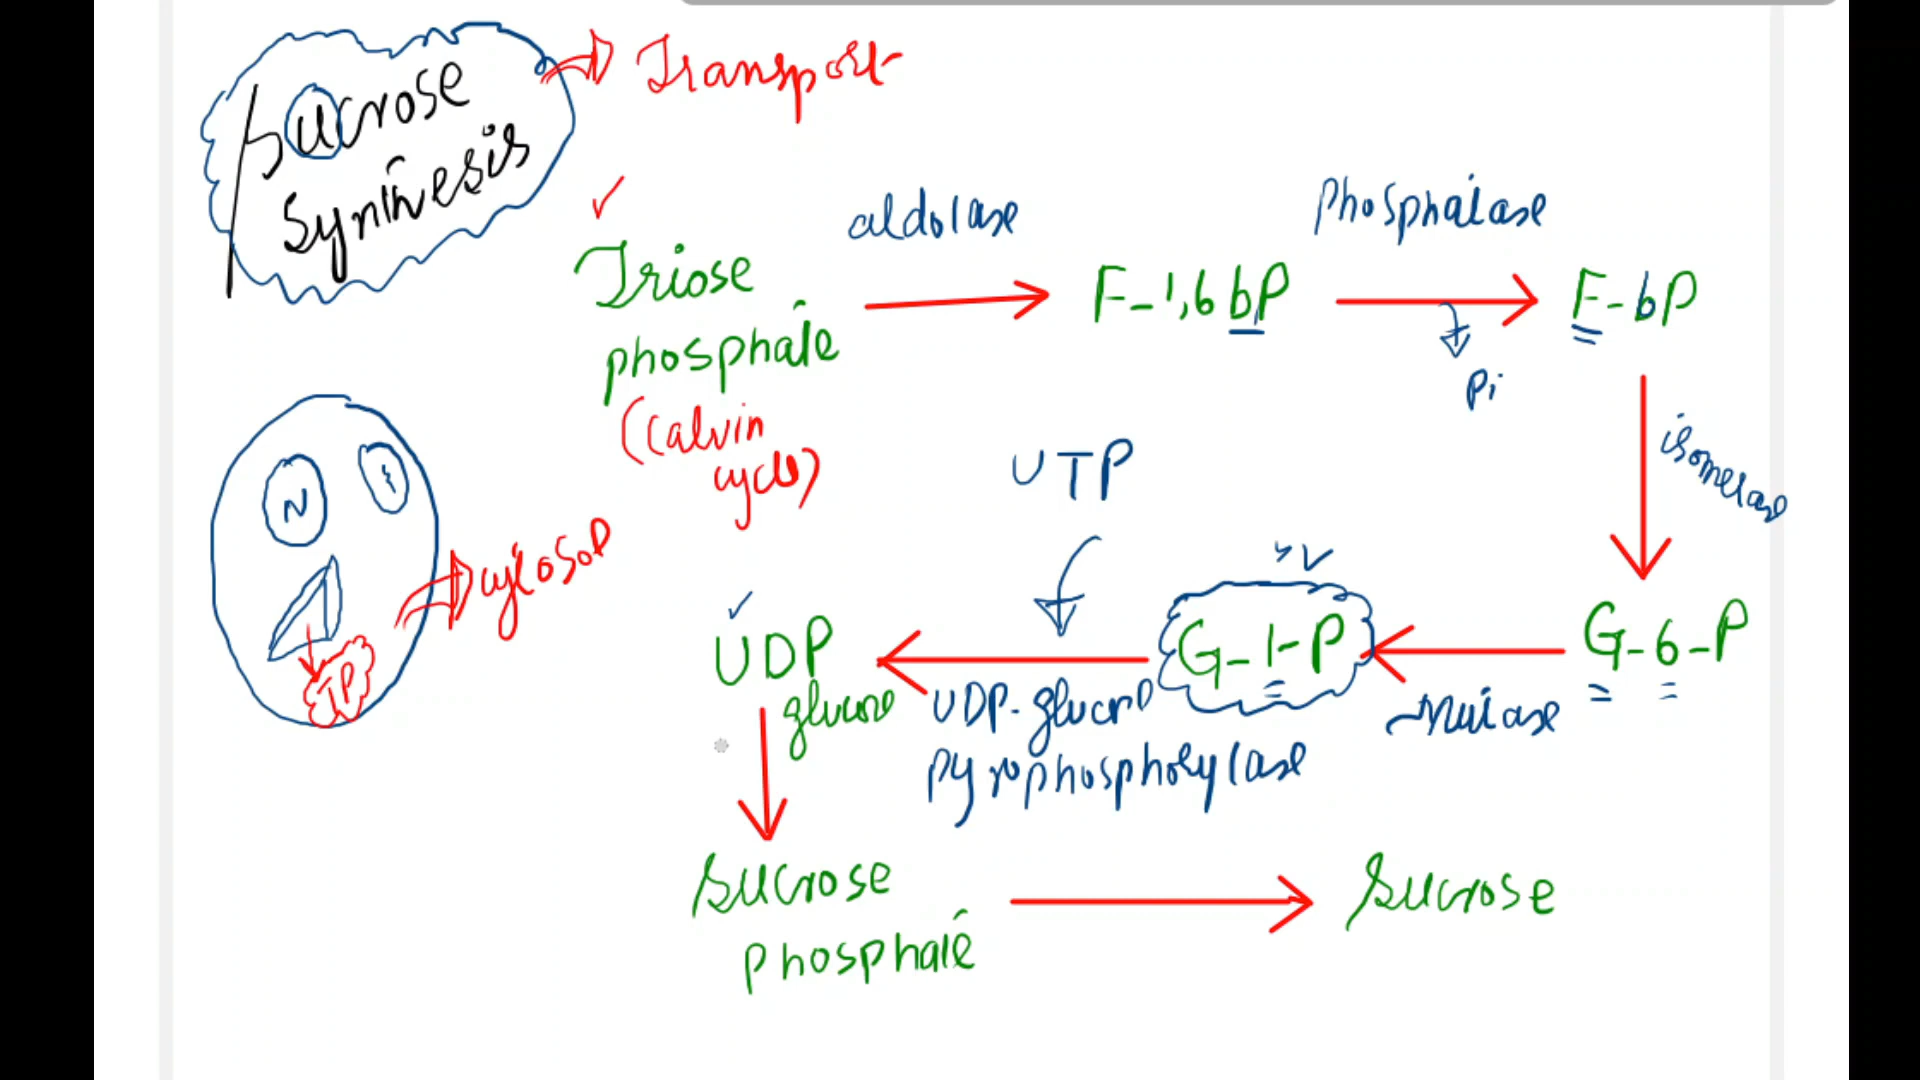 Sucrose
Synthesis
Transport
Triose
phosphate
(Calvin
cycle)
aldolase
F-1,6 bP
phosphatase
Pi
F-6P
isomerase
G-6-P
Mutase
G-1-P
UTP
UDP-glucose
pyrophosphorylase
UDP
glucose
Sucrose
phosphate
Sucrose
N
TP
cytosol